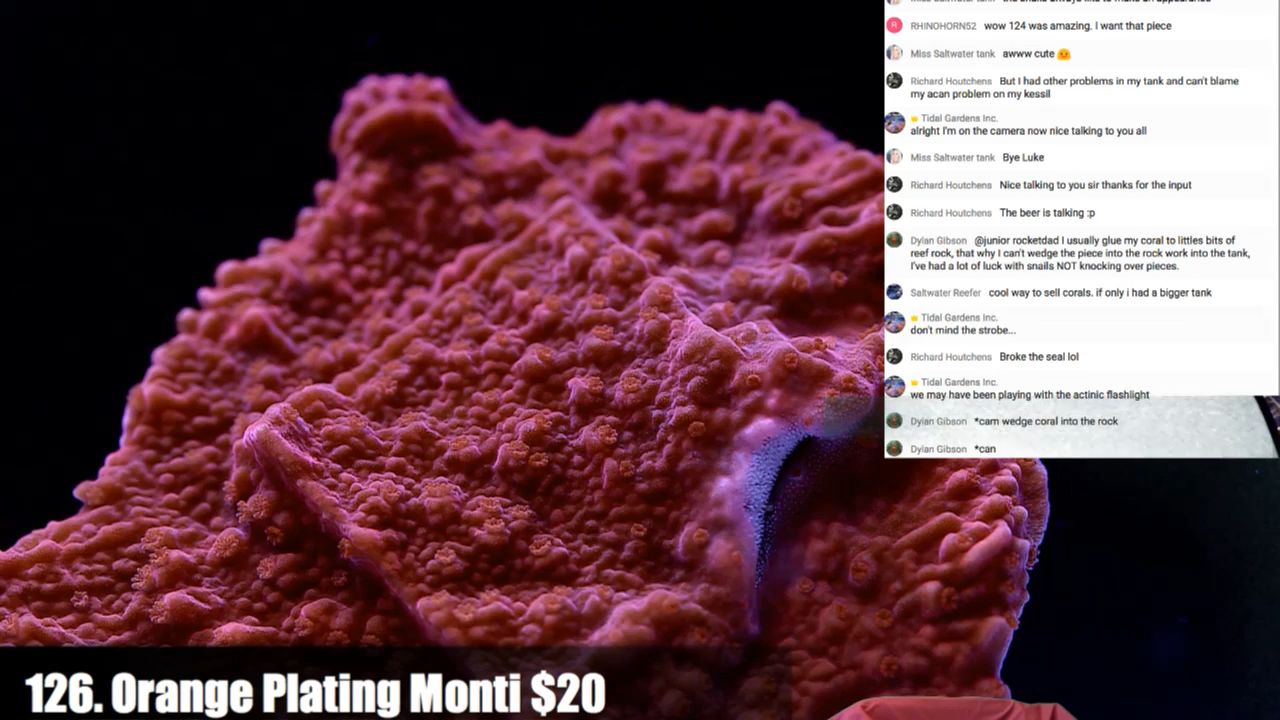 RHINOHORN52 wow 124 was amazing. I want that piece
Miss Saltwater tank awww cute
Richard Houtchens But I had other problems in my tank and can't blame
my acan problem on my kessil
Tidal Gardens Inc.
alright I'm on the camera now nice talking to you all
Miss Saltwater tank Bye Luke
Richard Houtchens Nice talking to you sir thanks for the input
Richard Houtchens The beer is talking :p
Dylan Gibson @junior rocketdad I usually glue my coral to littles bits of
reef rock, that why I can't wedge the piece into the rock work into the tank,
I've had a lot of luck with snails NOT knocking over pieces.
Saltwater Reefer cool way to sell corals. if only i had a bigger tank
Tidal Gardens Inc.
don't mind the strobe...
Richard Houtchens Broke the seal lol
Tidal Gardens Inc.
we may have been playing with the actinic flashlight
Dylan Gibson *cam wedge coral into the rock
Dylan Gibson *can
126. Orange Plating Monti $20